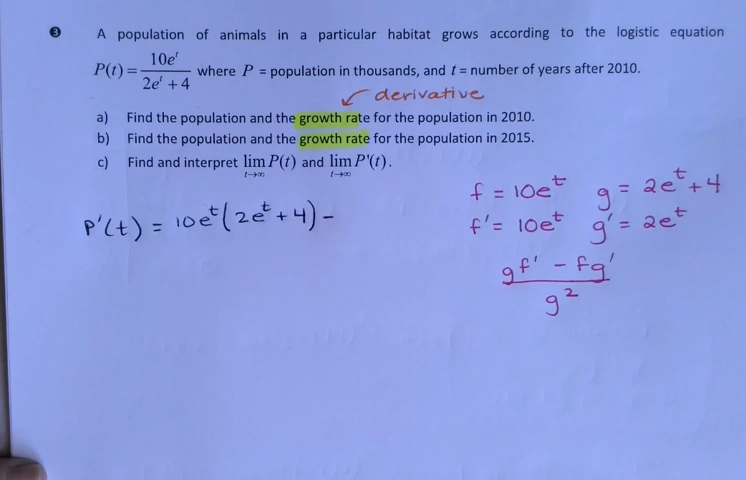 ❸ A population of animals in a particular habitat grows according to the logistic equation
P(t) = 10e^t / (2e^t + 4) where P = population in thousands, and t = number of years after 2010.
derivative
a) Find the population and the growth rate for the population in 2010.
b) Find the population and the growth rate for the population in 2015.
c) Find and interpret lim t→∞ P(t) and lim t→∞ P'(t).
f = 10e^t g = 2e^t + 4
P'(t) = 10e^t(2e^t + 4) −
f' = 10e^t g' = 2e^t
gf' − fg' / g^2